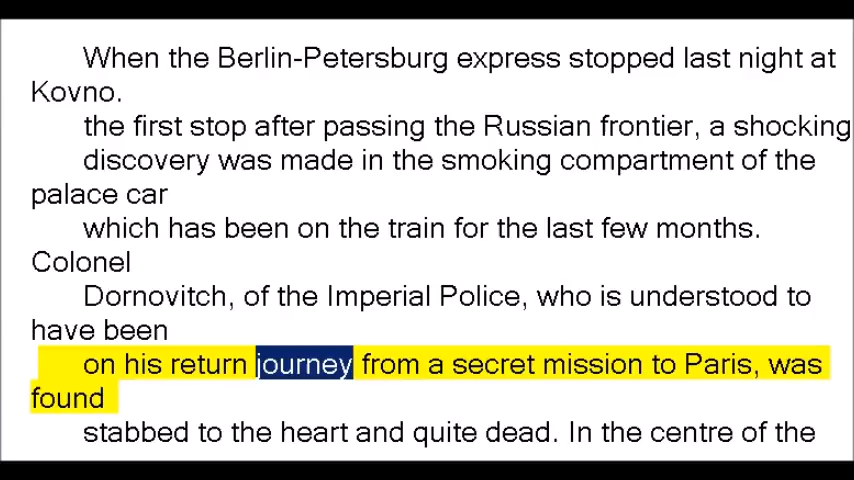 When the Berlin-Petersburg express stopped last night at
Kovno.
the first stop after passing the Russian frontier, a shocking
discovery was made in the smoking compartment of the
palace car
which has been on the train for the last few months.
Colonel
Dornovitch, of the Imperial Police, who is understood to
have been
on his return journey from a secret mission to Paris, was
found
stabbed to the heart and quite dead. In the centre of the